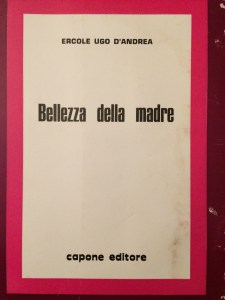 ERCOLE UGO D'ANDREA
Bellezza della madre
capone editore